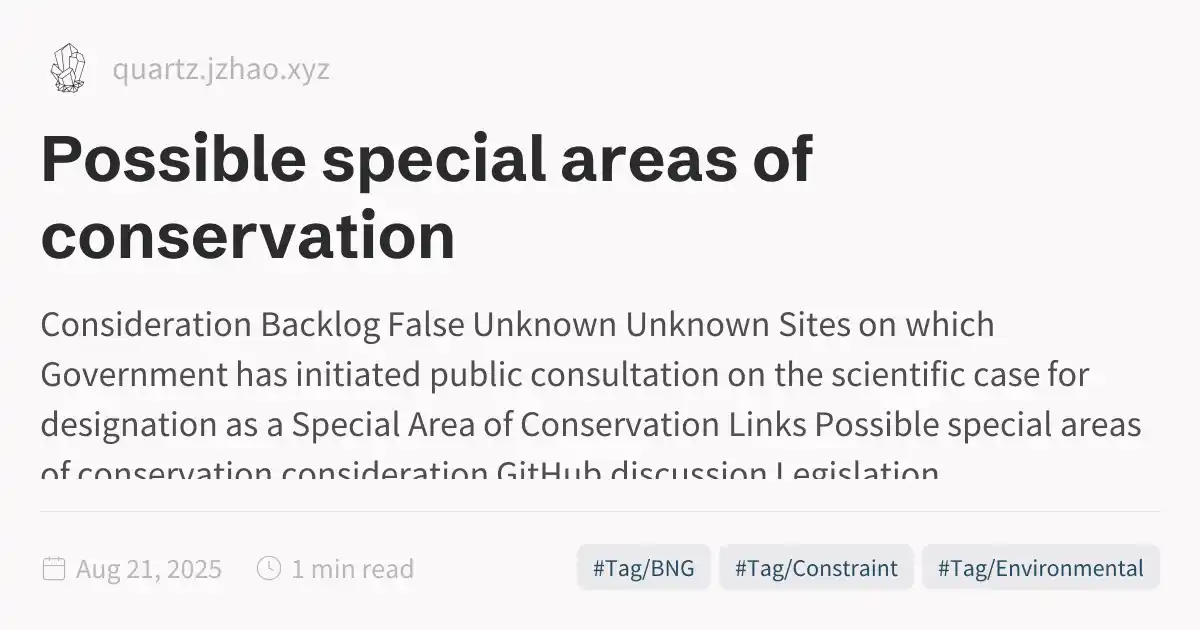 quartz.jzhao.xyz
Possible special areas of
conservation
Consideration Backlog False Unknown Unknown Sites on which
Government has initiated public consultation on the scientific case for
designation as a Special Area of Conservation Links Possible special areas
of conservation consideration GitHub discussion Legislation
Aug 21, 2025
1 min read
#Tag/BNG
#Tag/Constraint
#Tag/Environmental